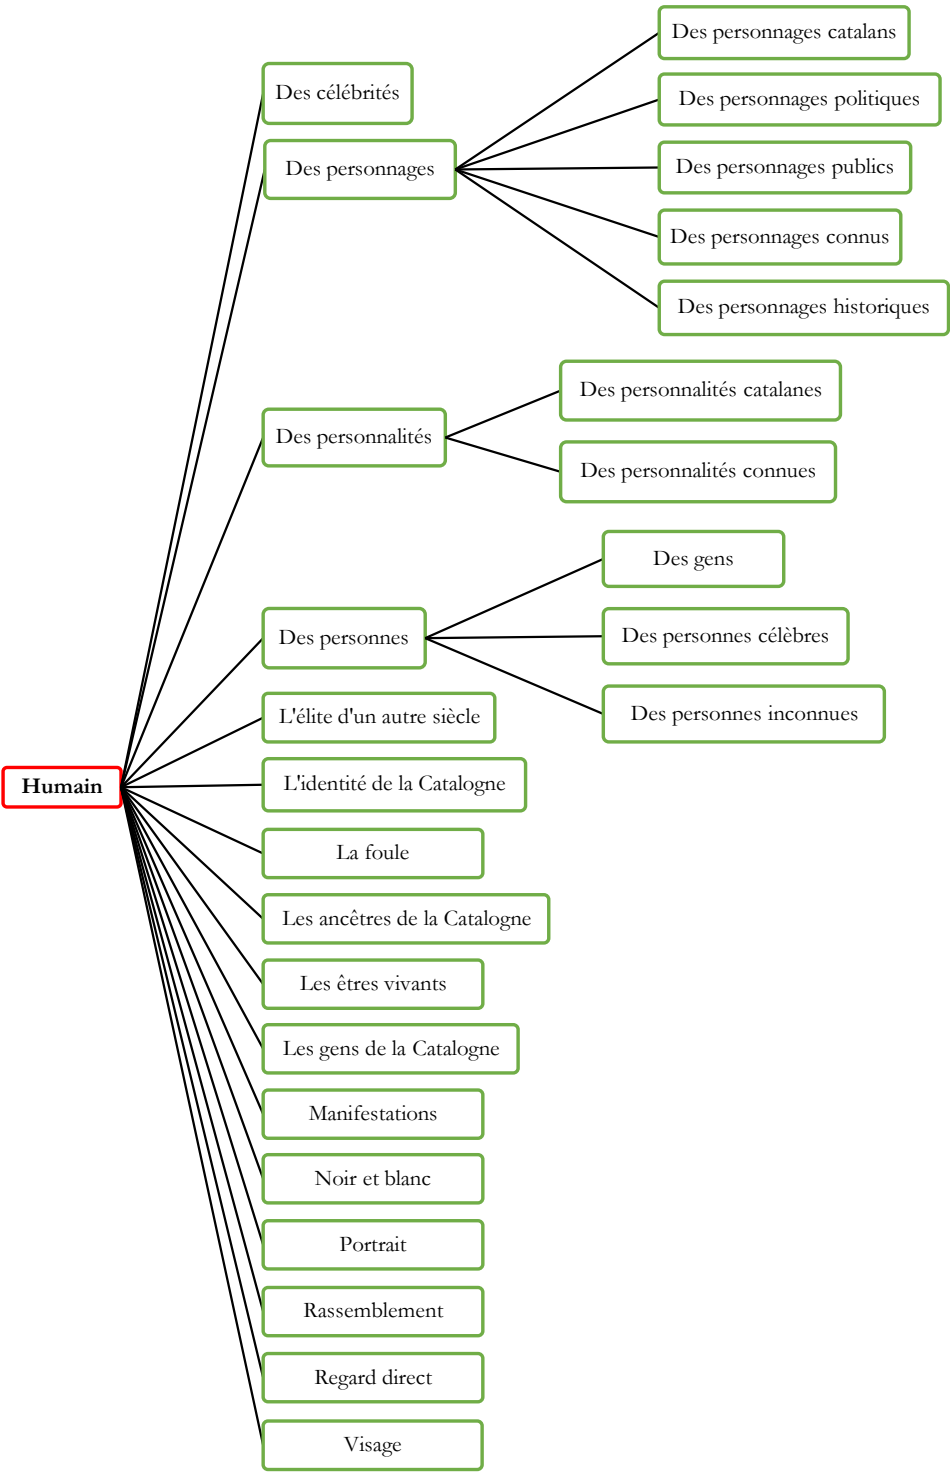 Des personnages catalans
Des célébrités
Des personnages politiques
Des personnages
Des personnages publics
Des personnages connus
Des personnages historiques
Des personnalités catalanes
Des personnalités
Des personnalités connues
Des gens
Des personnes
Des personnes célèbres
Des personnes inconnues
L'élite d'un autre siècle
Humain
L'identité de la Catalogne
La foule
Les ancêtres de la Catalogne
Les êtres vivants
Les gens de la Catalogne
Manifestations
Noir et blanc
Portrait
Rassemblement
Regard direct
Visage